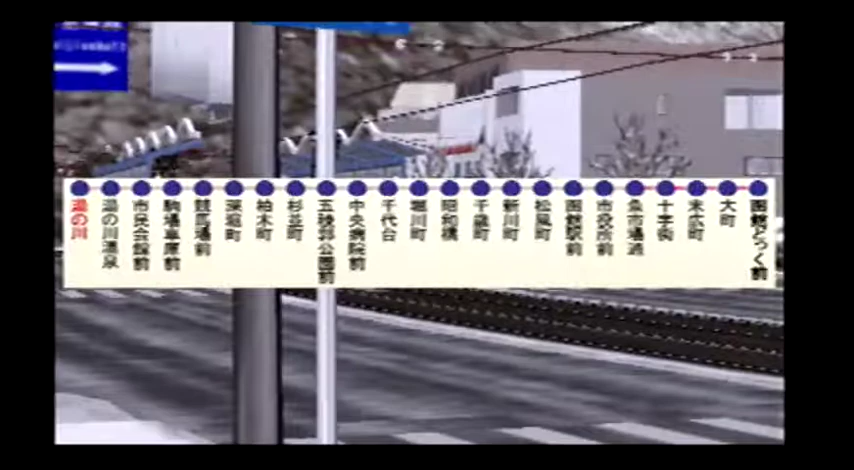 湯の川
湯の川温泉
市民会館前
駒場車庫前
競馬場前
深堀町
柏木町
杉並町
五稜郭公園前
中央病院前
千代台
堀川町
昭和橋
千歳町
新川町
松風町
函館駅前
市役所前
魚市場通
十字街
末広町
大町
函館どっく前